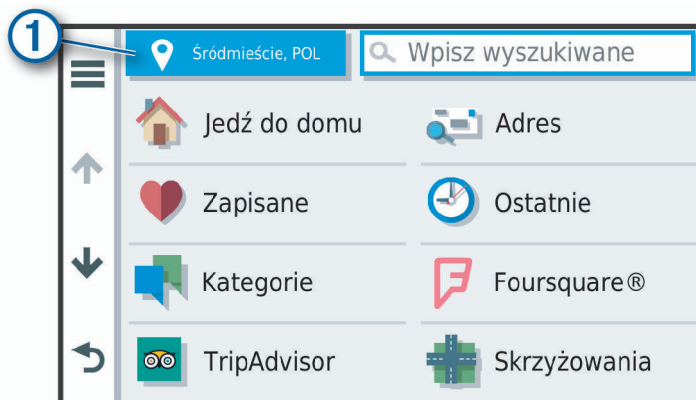 1
Śródmieście, POL
Wpisz wyszukiwane
Jedź do domu
Adres
Zapisane
Ostatnie
Kategorie
Foursquare®
TripAdvisor
Skrzyżowania